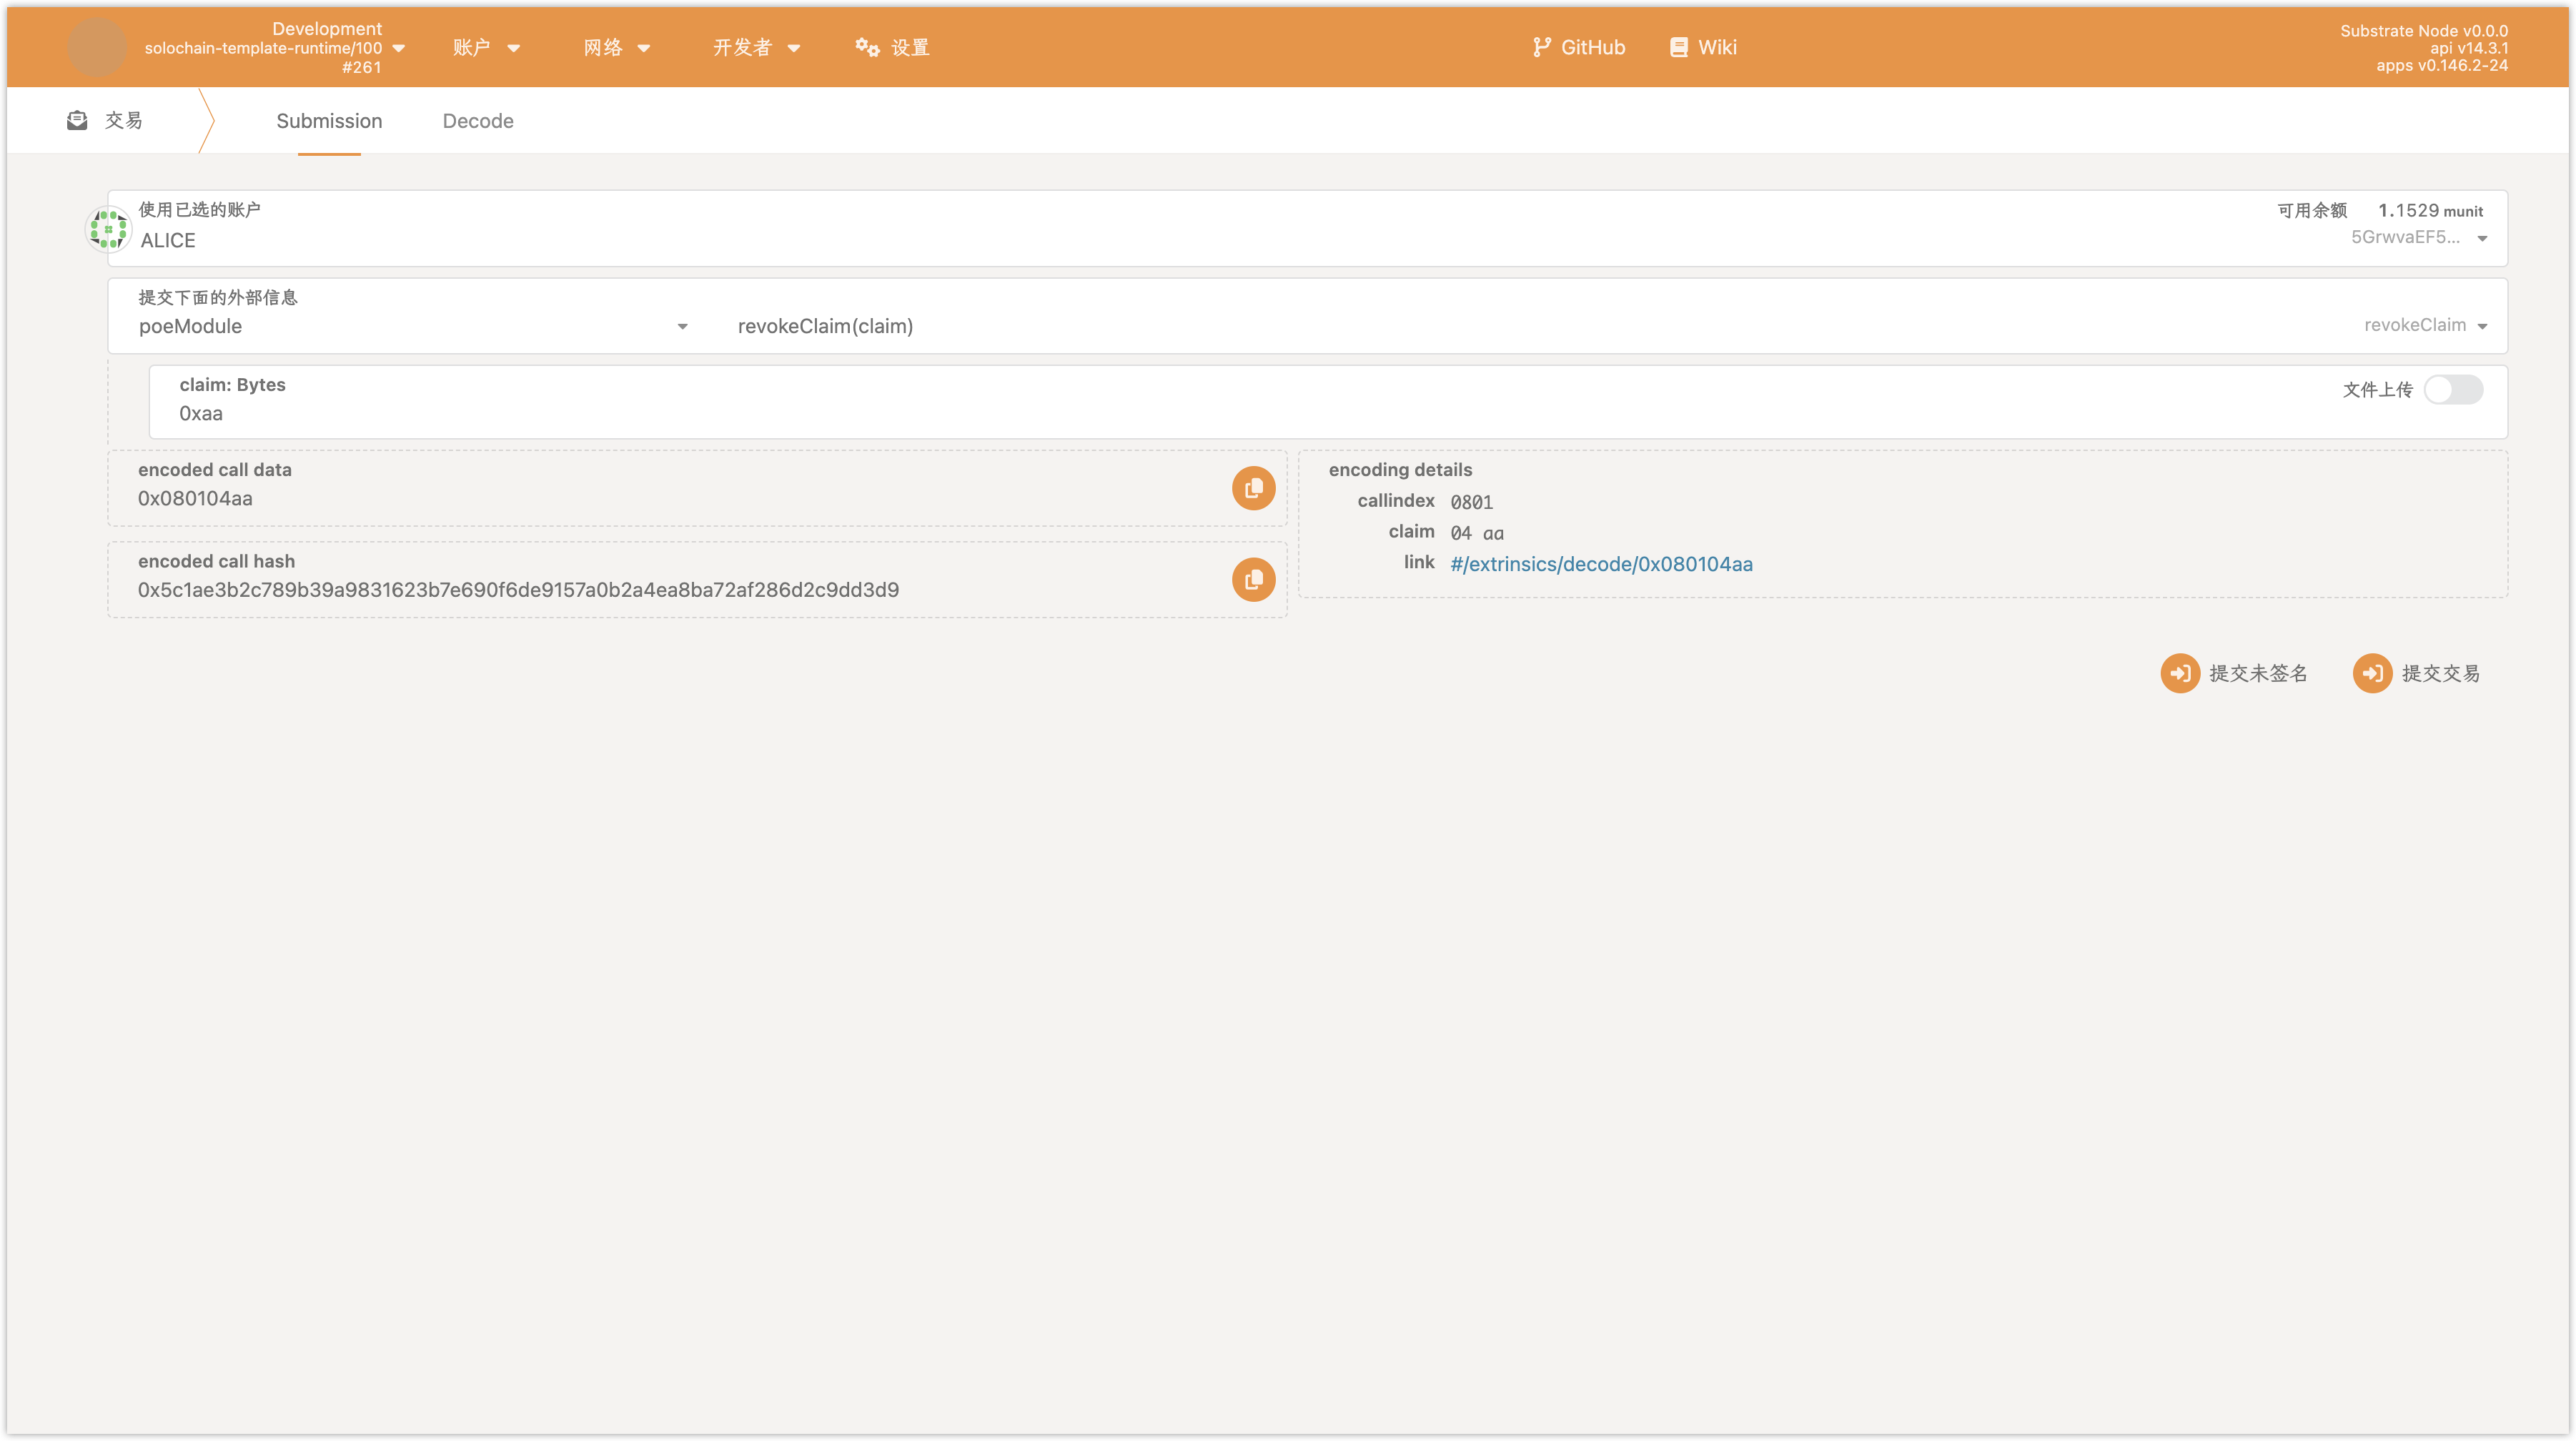 Development
solochain-template-runtime/100
#261
账户
网络
开发者
设置
GitHub
Wiki
Substrate Node v0.0.0
api v14.3.1
apps v0.146.2-24
交易
Submission
Decode
使用已选的账户
ALICE
可用余额 1.1529 munit
5GrwvaEF5...
提交下面的外部信息
poeModule
revokeClaim(claim)
revokeClaim
claim: Bytes
0xaa
文件上传
encoded call data
0x080104aa
encoding details
callindex 0801
claim 04 aa
link #/extrinsics/decode/0x080104aa
encoded call hash
0x5c1ae3b2c789b39a9831623b7e690f6de9157a0b2a4ea8ba72af286d2c9dd3d9
提交未签名
提交交易